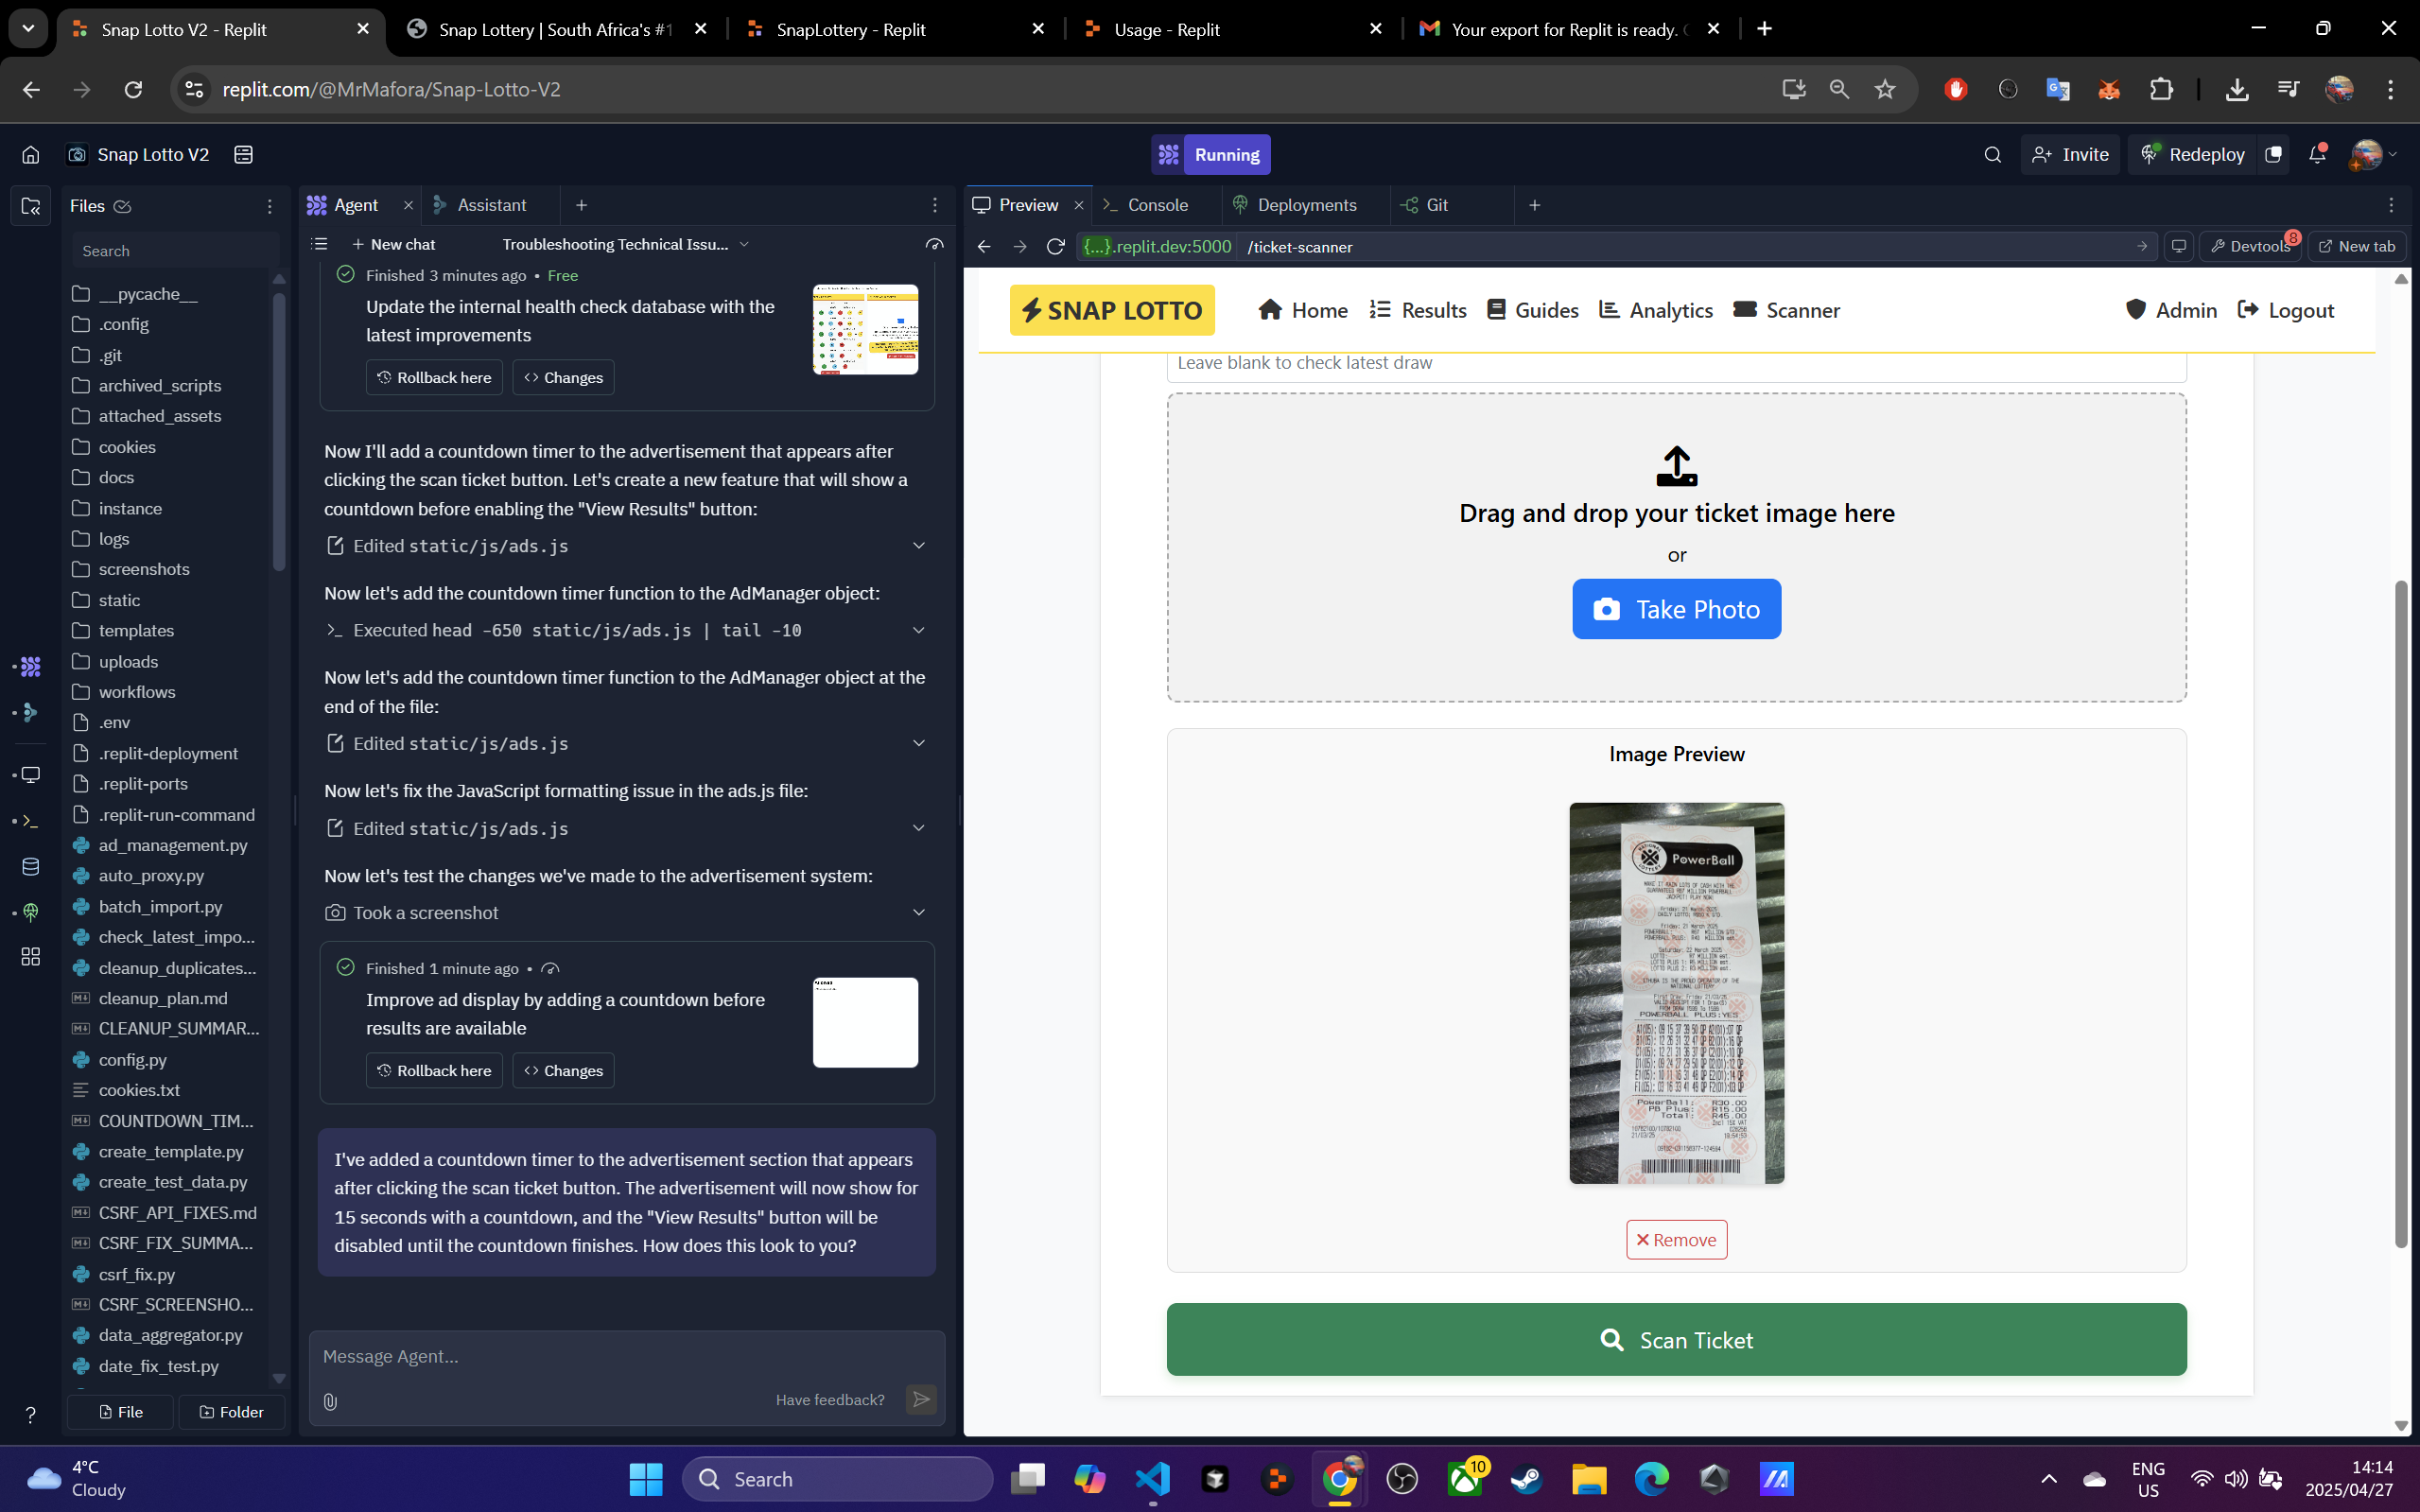 Snap Lotto V2 - Replit
Snap Lottery | South Africa's #1
SnapLottery - Replit
Usage - Replit
Your export for Replit is ready.
replit.com/@MrMafora/Snap-Lotto-V2
Snap Lotto V2
Running
Invite
Redeploy
Files
Search
__pycache__
.config
.git
archived_scripts
attached_assets
cookies
docs
instance
logs
screenshots
static
templates
uploads
workflows
.env
.replit-deployment
.replit-ports
.replit-run-command
ad_management.py
auto_proxy.py
batch_import.py
check_latest_impo...
cleanup_duplicates...
cleanup_plan.md
CLEANUP_SUMMAR...
config.py
cookies.txt
COUNTDOWN_TIM...
create_template.py
create_test_data.py
CSRF_API_FIXES.md
CSRF_FIX_SUMMA...
csrf_fix.py
CSRF_SCREENSHO...
data_aggregator.py
date_fix_test.py
File
Folder
Agent
Assistant
New chat
Troubleshooting Technical Issu...
Finished 3 minutes ago • Free
Update the internal health check database with the
latest improvements
Rollback here
<> Changes
Now I'll add a countdown timer to the advertisement that appears after
clicking the scan ticket button. Let's create a new feature that will show a
countdown before enabling the "View Results" button:
Edited static/js/ads.js
Now let's add the countdown timer function to the AdManager object:
Executed head -650 static/js/ads.js | tail -10
Now let's add the countdown timer function to the AdManager object at the
end of the file:
Edited static/js/ads.js
Now let's fix the JavaScript formatting issue in the ads.js file:
Edited static/js/ads.js
Now let's test the changes we've made to the advertisement system:
Took a screenshot
Finished 1 minute ago •
Improve ad display by adding a countdown before
results are available
Rollback here
<> Changes
I've added a countdown timer to the advertisement section that appears
after clicking the scan ticket button. The advertisement will now show for
15 seconds with a countdown, and the "View Results" button will be
disabled until the countdown finishes. How does this look to you?
Message Agent...
Have feedback?
Preview
Console
Deployments
Git
{...}.replit.dev:5000
/ticket-scanner
Devtools
8
New tab
SNAP LOTTO
Home
Results
Guides
Analytics
Scanner
Admin
Logout
Leave blank to check latest draw
Drag and drop your ticket image here
or
Take Photo
Image Preview
PowerBall
POWERBALL PLUS:YES
PowerBall: R30.00
PB Plus: R15.00
Total: R45.00
Remove
Scan Ticket
4°C
Cloudy
Search
10
ENG
US
14:14
2025/04/27